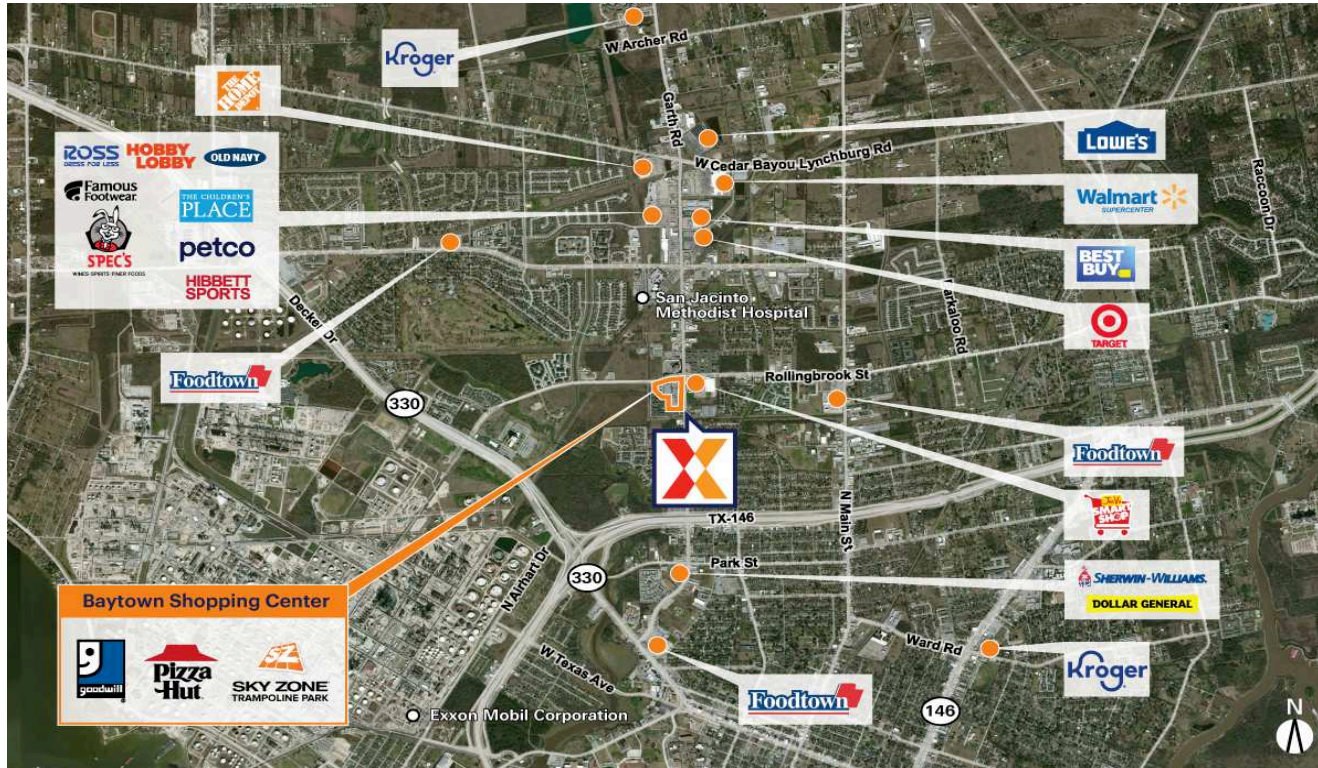 Kroger
W Archer Rd
THE
HOME
DEPOT
Garth Rd
LOWE'S
W Cedar Bayou Lynchburg Rd
Raccoon Dr
ROSS
DRESS FOR LESS
HOBBY
LOBBY
OLD NAVY
Famous
Footwear
THE CHILDREN'S
PLACE
SPEC'S
WINES·SPIRITS·FINER FOODS
petco
HIBBETT
SPORTS
Walmart
SUPERCENTER
BEST
BUY
TARGET
San Jacinto
Methodist Hospital
Decker Dr
Foodtown
330
Rollingbrook St
Foodtown
SMART
SHOP
TX-146
N Main St
N Airhart Dr
330
Park St
SHERWIN-WILLIAMS.
DOLLAR GENERAL
Ward Rd
Kroger
Baytown Shopping Center
g
goodwill
Pizza
Hut
SZ
SKY ZONE
TRAMPOLINE PARK
W Texas Ave
Foodtown
146
Exxon Mobil Corporation
N